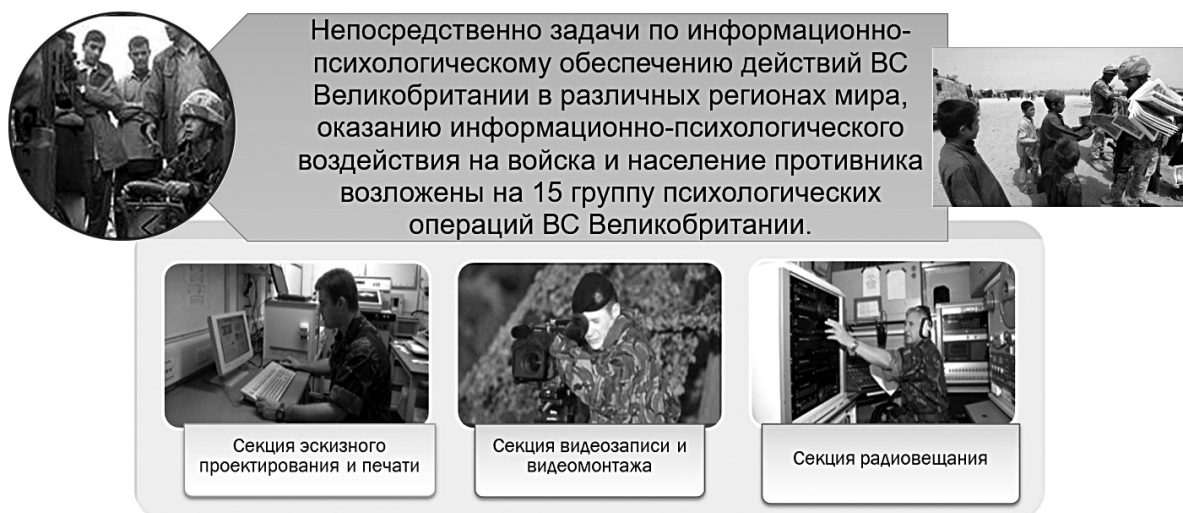 Непосредственно задачи по информационно-
психологическому обеспечению действий ВС
Великобритании в различных регионах мира,
оказанию информационно-психологического
воздействия на войска и население противника
возложены на 15 группу психологических
операций ВС Великобритании.
Секция эскизного
проектирования и печати
Секция видеозаписи и
видеомонтажа
Секция радиовещания